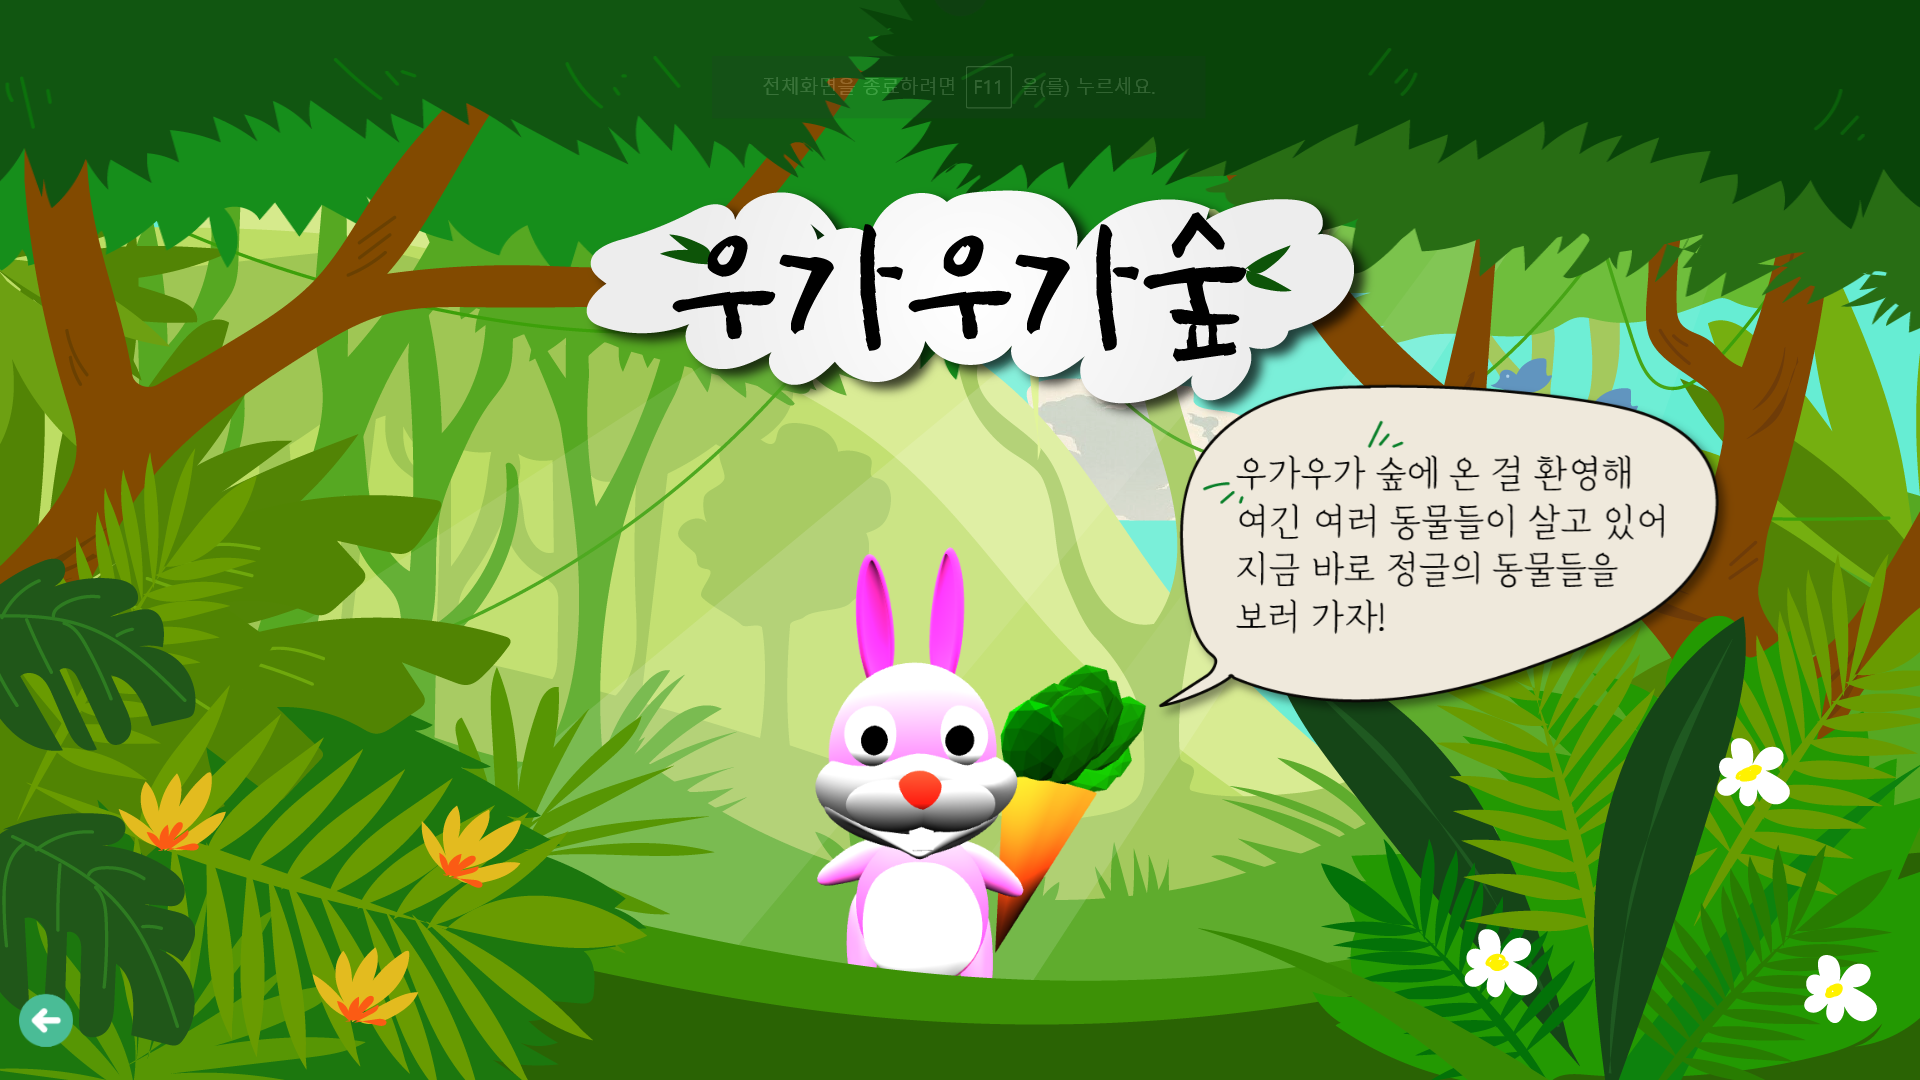 전체화면을 종료하려면 F11 을(를) 누르세요.
우가우가숲
우가우가 숲에 온 걸 환영해
여긴 여러 동물들이 살고 있어
지금 바로 정글의 동물들을
보러 가자!